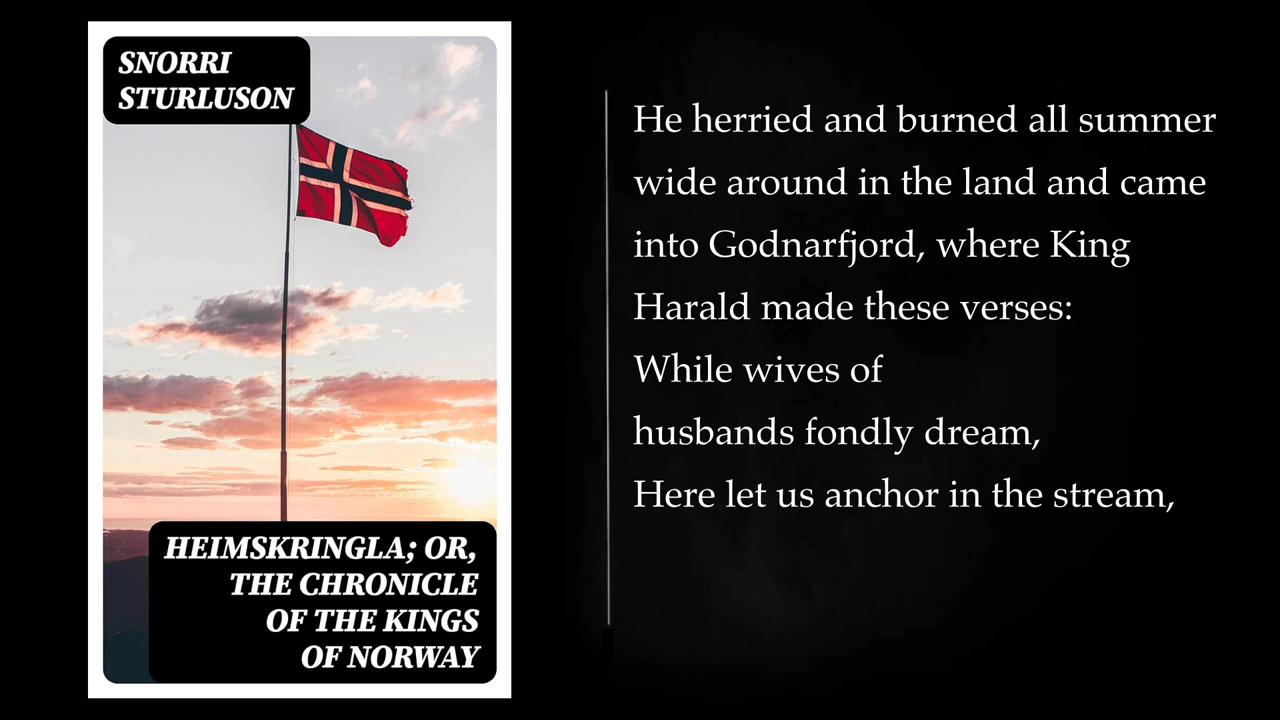 SNORRI
STURLUSON
HEIMSKRINGLA; OR,
THE CHRONICLE
OF THE KINGS
OF NORWAY
He herried and burned all summer
wide around in the land and came
into Godnarfjord, where King
Harald made these verses:
While wives of
husbands fondly dream,
Here let us anchor in the stream,